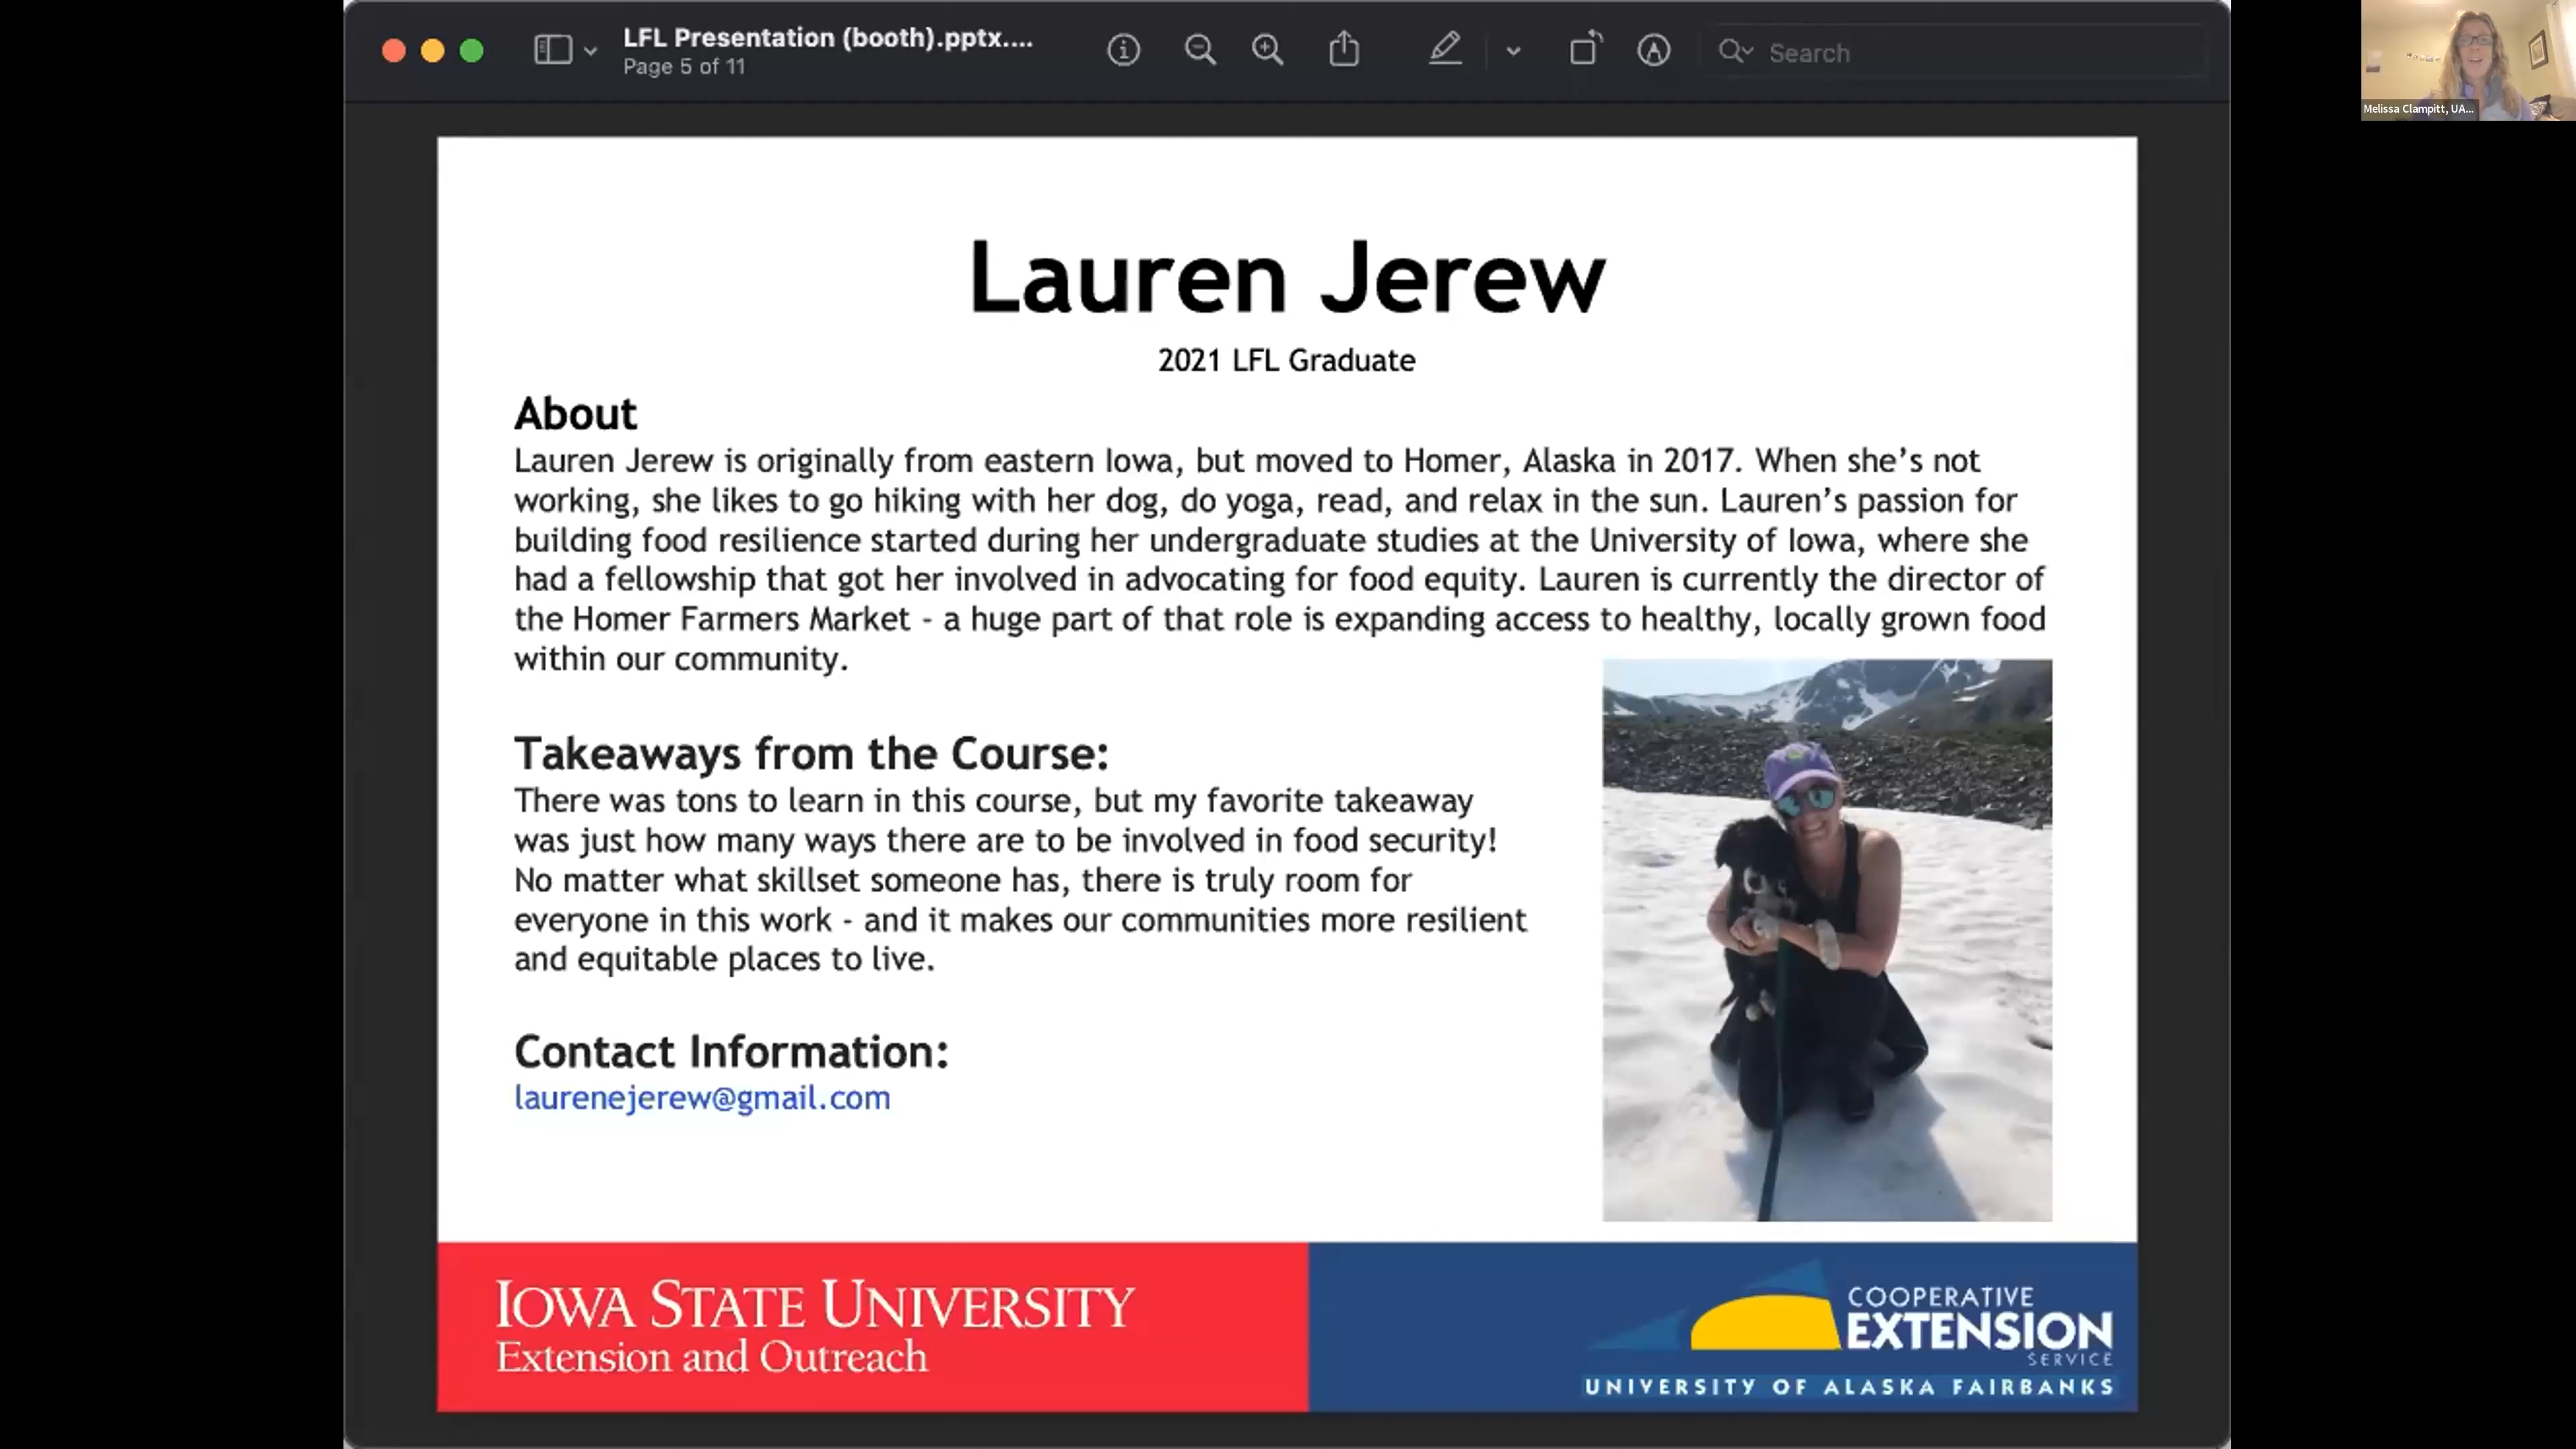 LFL Presentation (booth).pptx....
Page 5 of 11
Search
Melissa Clampitt, UA...
Lauren Jerew
2021 LFL Graduate
About
Lauren Jerew is originally from eastern Iowa, but moved to Homer, Alaska in 2017. When she's not
working, she likes to go hiking with her dog, do yoga, read, and relax in the sun. Lauren's passion for
building food resilience started during her undergraduate studies at the University of Iowa, where she
had a fellowship that got her involved in advocating for food equity. Lauren is currently the director of
the Homer Farmers Market - a huge part of that role is expanding access to healthy, locally grown food
within our community.
Takeaways from the Course:
There was tons to learn in this course, but my favorite takeaway
was just how many ways there are to be involved in food security!
No matter what skillset someone has, there is truly room for
everyone in this work - and it makes our communities more resilient
and equitable places to live.
Contact Information:
laurenejerew@gmail.com
IOWA STATE UNIVERSITY
Extension and Outreach
COOPERATIVE
EXTENSION
SERVICE
UNIVERSITY OF ALASKA FAIRBANKS